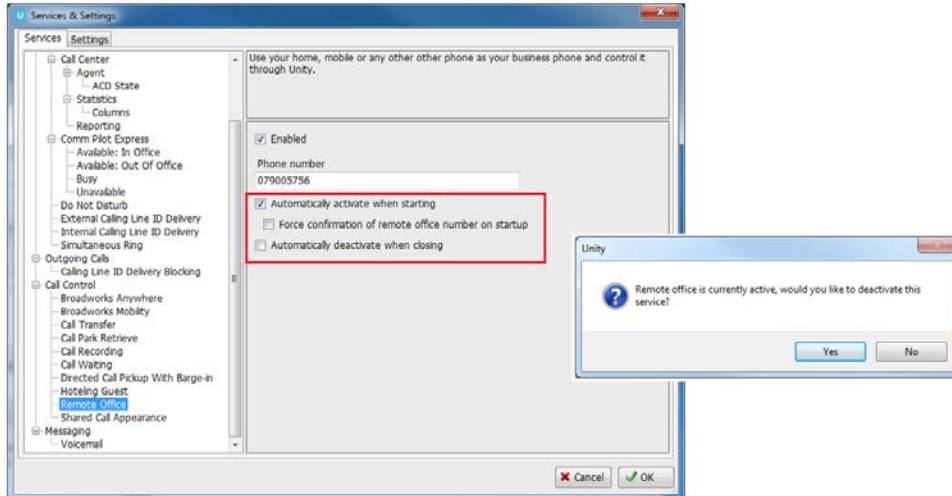 Services & Settings
Services Settings
Call Center
Agent
ACD State
Statistics
Columns
Reporting
Comm Pilot Express
Available: In Office
Available: Out Of Office
Busy
Unavailable
Do Not Disturb
External Calling Line ID Delivery
Internal Calling Line ID Delivery
Simultaneous Ring
Outgoing Calls
Calling Line ID Delivery Blocking
Call Control
Broadworks Anywhere
Broadworks Mobility
Call Transfer
Call Park Retrieve
Call Recording
Call Waiting
Directed Call Pickup With Barge-in
Hoteling Guest
Remote Office
Shared Call Appearance
Messaging
Voicemail
Use your home, mobile or any other other phone as your business phone and control it
through Unity.
Enabled
Phone number
079005756
Automatically activate when starting
Force confirmation of remote office number on startup
Automatically deactivate when closing
Cancel OK
Unity
Remote office is currently active, would you like to deactivate this
service?
Yes No